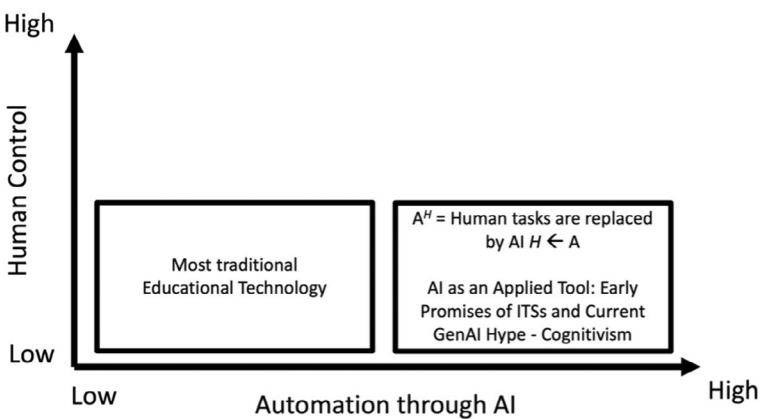 High
Human Control
Most traditional
Educational Technology
Aᴴ = Human tasks are replaced
by AI H ← A
AI as an Applied Tool: Early
Promises of ITSs and Current
GenAI Hype - Cognitivism
Low
Low
Automation through AI
High